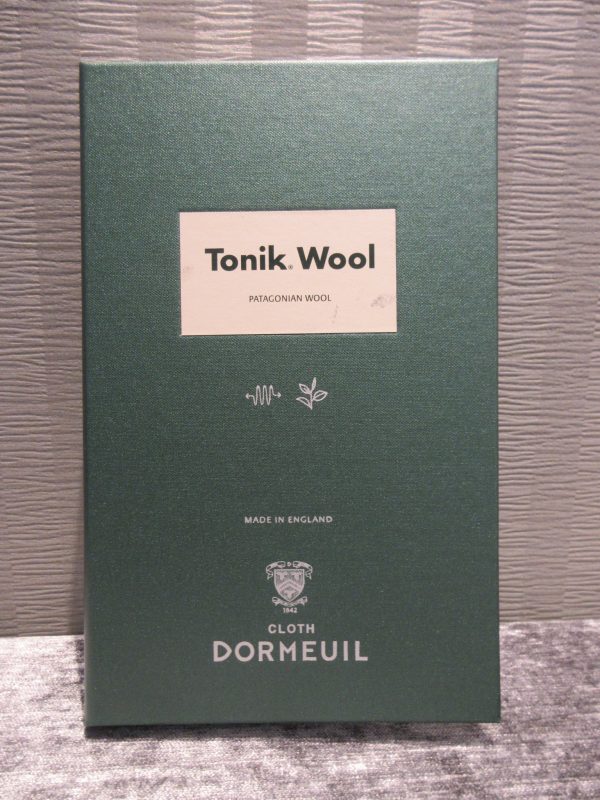 Tonik® Wool
PATAGONIAN WOOL
MADE IN ENGLAND
1842
CLOTH
DORMEUIL